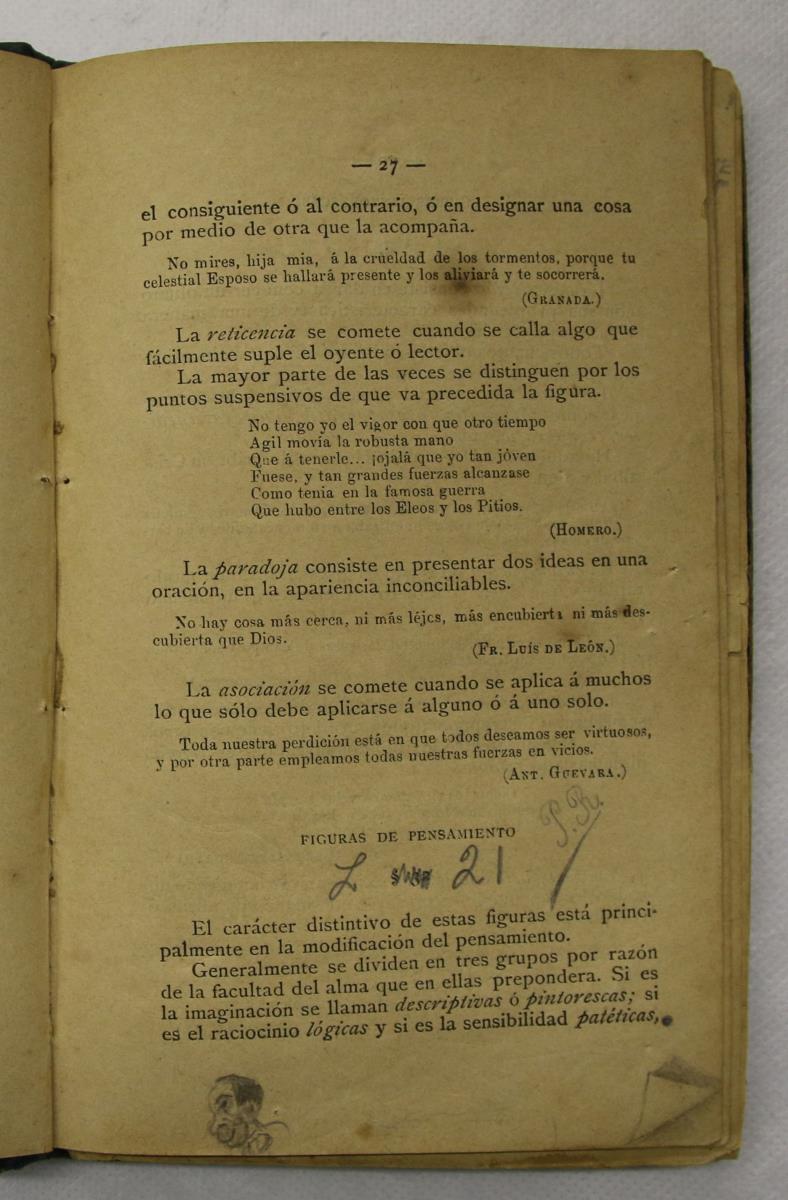 — 27 —
el consiguiente ó al contrario, ó en designar una cosa
por medio de otra que la acompaña.
No mires, hija mia, á la crueldad de los tormentos, porque tu
celestial Esposo se hallará presente y los aliviará y te socorrerá.
(GRANADA.)
La reticencia se comete cuando se calla algo que
fácilmente suple el oyente ó lector.
La mayor parte de las veces se distinguen por los
puntos suspensivos de que va precedida la figura.
No tengo yo el vigor con que otro tiempo
Agil movía la robusta mano
Que á tenerle... ¡ojalá que yo tan jóven
Fuese, y tan grandes fuerzas alcanzase
Como tenia en la famosa guerra
Que hubo entre los Eleos y los Pitios.
(HOMERO.)
La paradoja consiste en presentar dos ideas en una
oración, en la apariencia inconciliables.
No hay cosa más cerca, ni más léjcs, más encubierta ni más des-
cubierta que Dios.
(FR. LUÍS DE LEÓN.)
La asociación se comete cuando se aplica á muchos
lo que sólo debe aplicarse á alguno ó á uno solo.
Toda nuestra perdición está en que todos deseamos ser virtuosos,
y por otra parte empleamos todas nuestras fuerzas en vicios.
(ANT. GUEVARA.)
FIGURAS DE PENSAMIENTO
L 21
El carácter distintivo de estas figuras está princi-
palmente en la modificación del pensamiento.
Generalmente se dividen en tres grupos por razón
de la facultad del alma que en ellas prepondera. Si es
la imaginación se llaman descriptivas ó pintorescas; si
es el raciocinio lógicas y si es la sensibilidad patéticas,